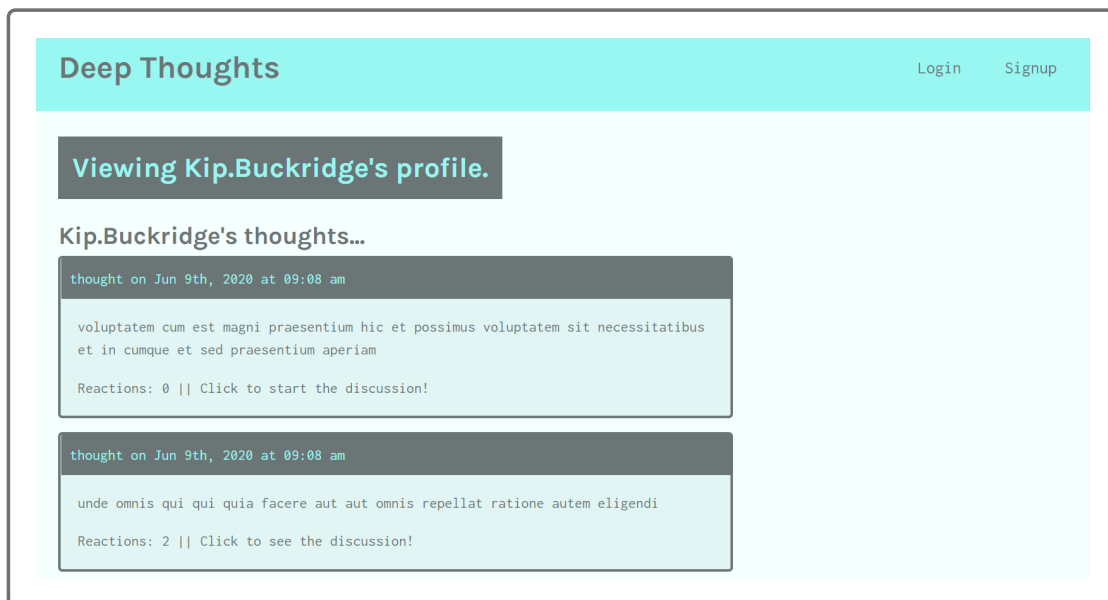 Deep Thoughts
Login Signup
Viewing Kip.Buckridge's profile.
Kip.Buckridge's thoughts...
thought on Jun 9th, 2020 at 09:08 am
voluptatem cum est magni praesentium hic et possimus voluptatem sit necessitatibus
et in cumque et sed praesentium aperiam
Reactions: 0 || Click to start the discussion!
thought on Jun 9th, 2020 at 09:08 am
unde omnis qui qui quia facere aut aut omnis repellat ratione autem eligendi
Reactions: 2 || Click to see the discussion!